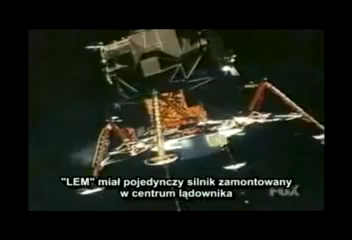 "LEM" miał pojedynczy silnik zamontowany
w centrum lądownika
FOX